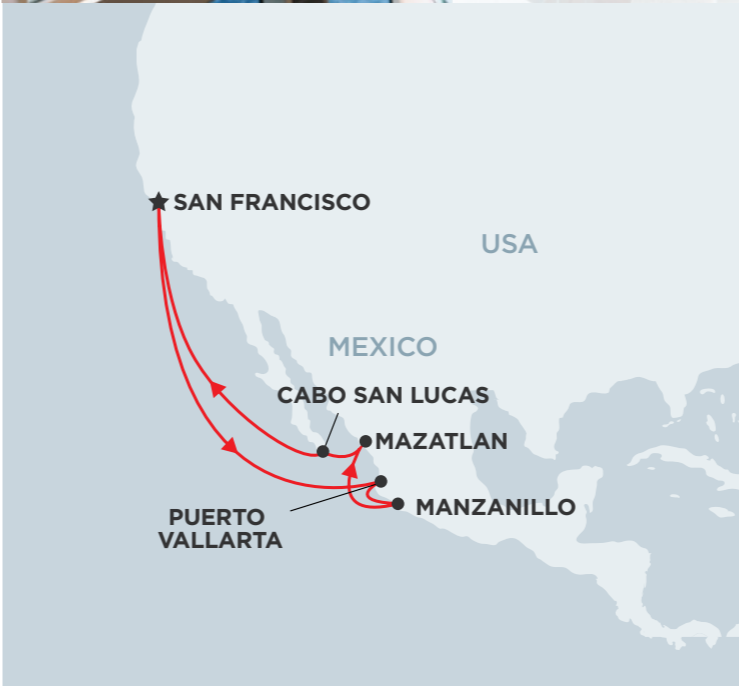 SAN FRANCISCO
USA
MEXICO
CABO SAN LUCAS
MAZATLAN
MANZANILLO
PUERTO
VALLARTA